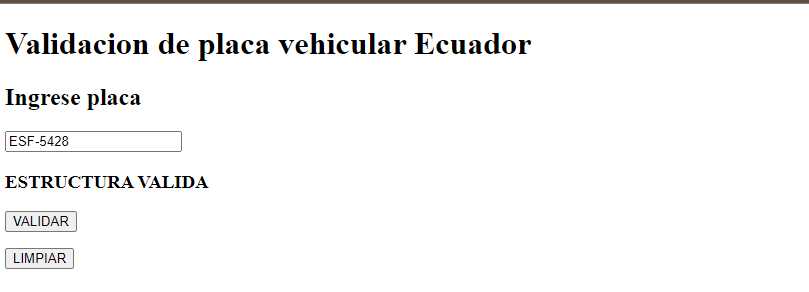 Validacion de placa vehicular Ecuador
Ingrese placa
ESF-5428
ESTRUCTURA VALIDA
VALIDAR
LIMPIAR